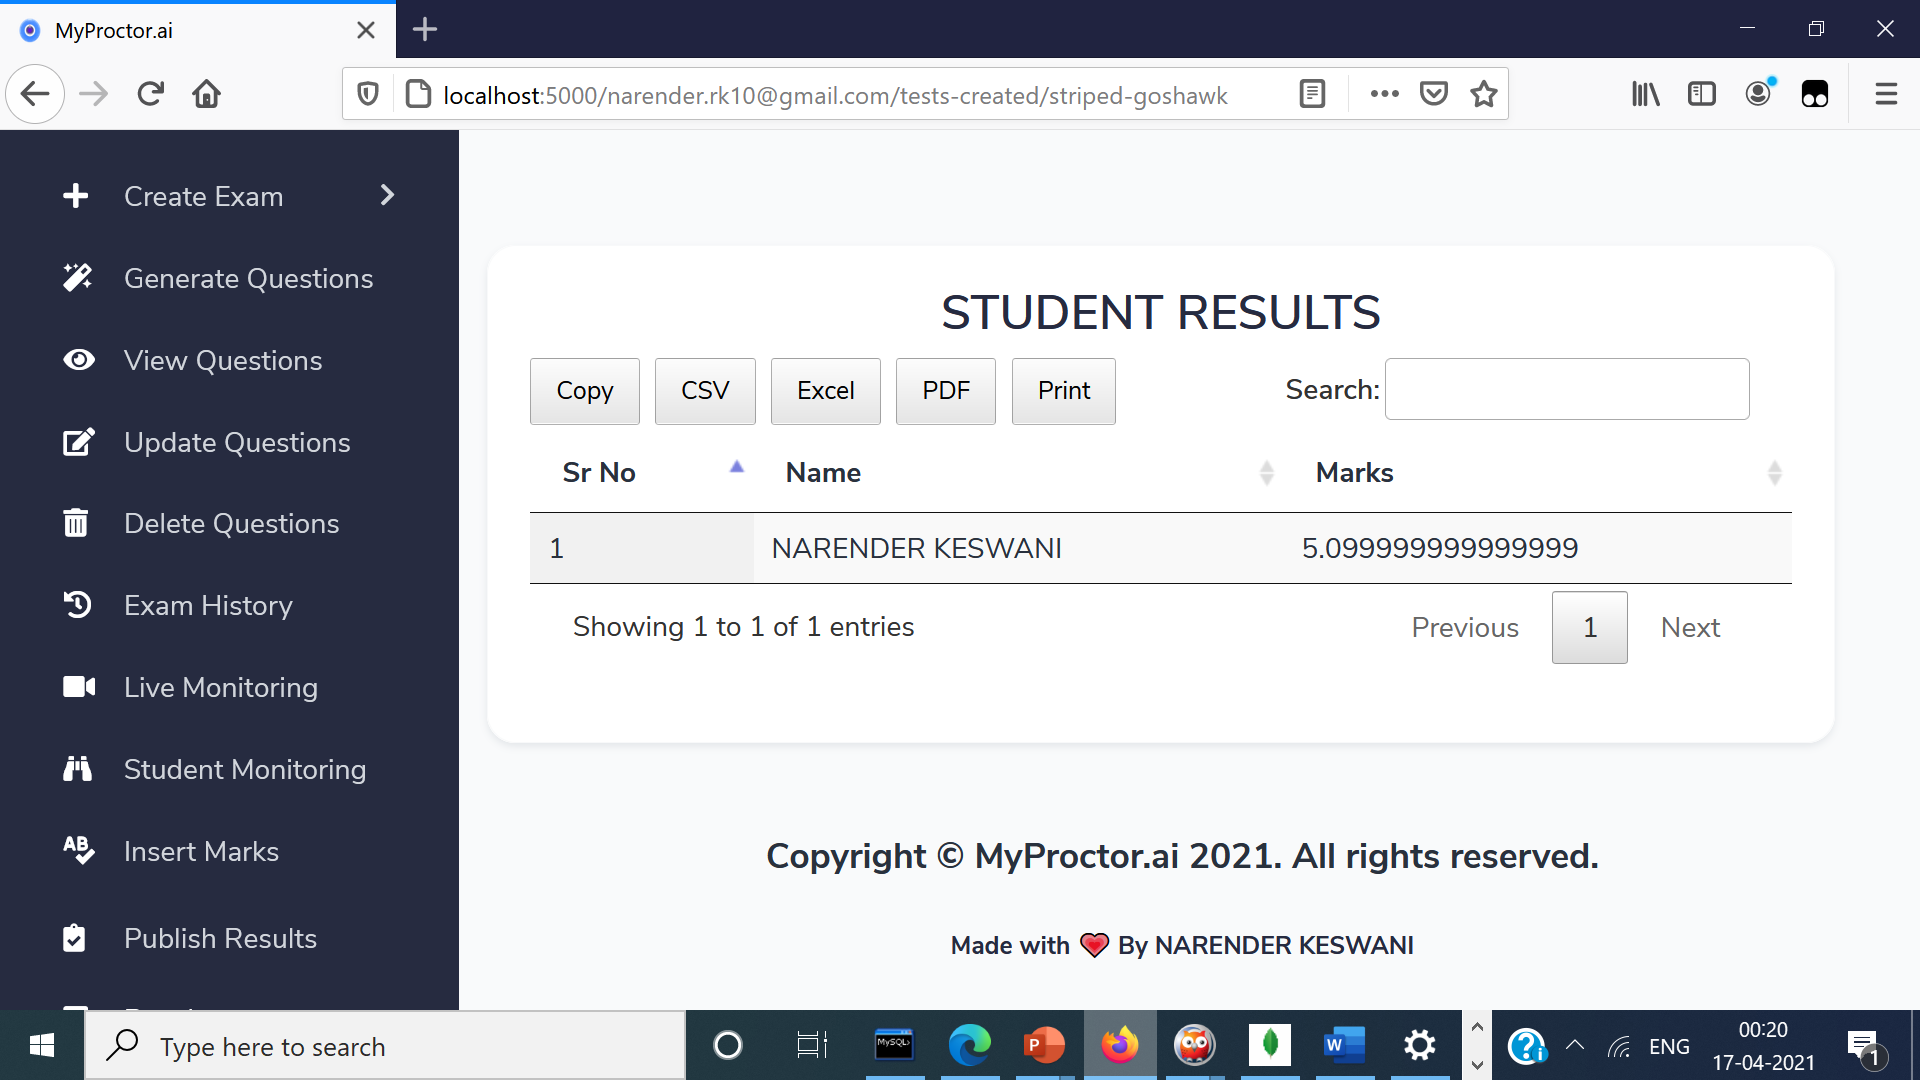 MyProctor.ai
localhost:5000/narender.rk10@gmail.com/tests-created/striped-goshawk
Create Exam
Generate Questions
View Questions
Update Questions
Delete Questions
Exam History
Live Monitoring
Student Monitoring
Insert Marks
Publish Results
STUDENT RESULTS
Copy CSV Excel PDF Print Search:
Sr No Name Marks
1 NARENDER KESWANI 5.099999999999999
Showing 1 to 1 of 1 entries Previous 1 Next
Copyright © MyProctor.ai 2021. All rights reserved.
Made with By NARENDER KESWANI
Type here to search
MySQL
P
W
ENG
00:20
17-04-2021
1